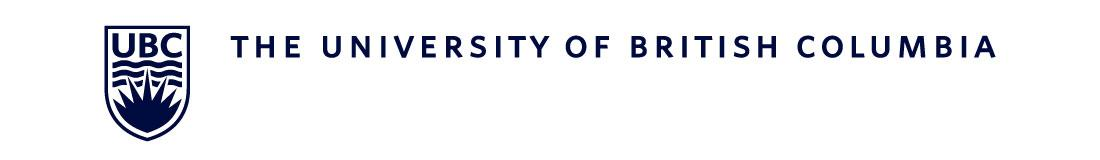 UBC
THE UNIVERSITY OF BRITISH COLUMBIA